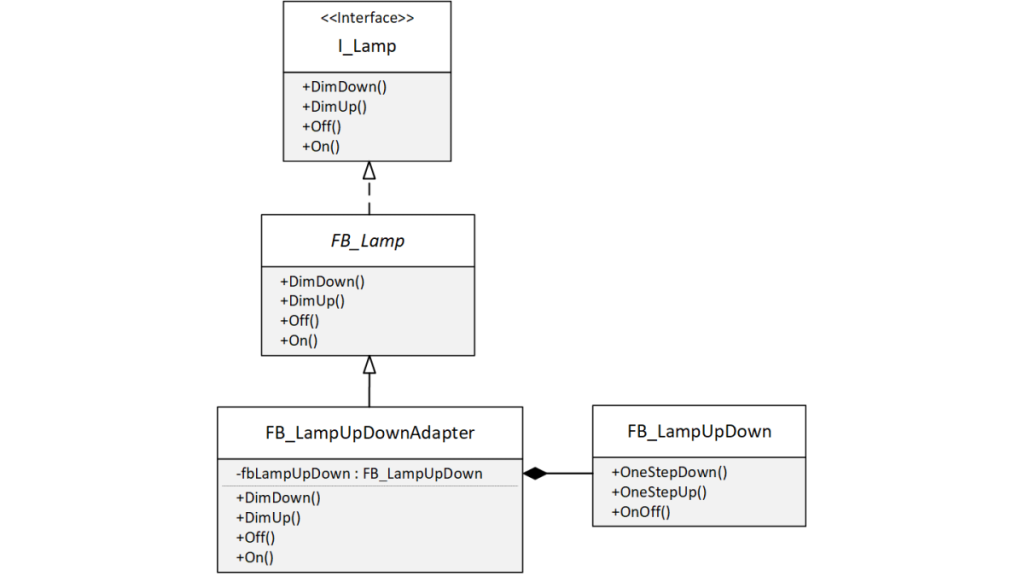 <<Interface>>
I_Lamp
+DimDown()
+DimUp()
+Off()
+On()
FB_Lamp
+DimDown()
+DimUp()
+Off()
+On()
FB_LampUpDownAdapter
-fbLampUpDown : FB_LampUpDown
+DimDown()
+DimUp()
+Off()
+On()
FB_LampUpDown
+OneStepDown()
+OneStepUp()
+OnOff()